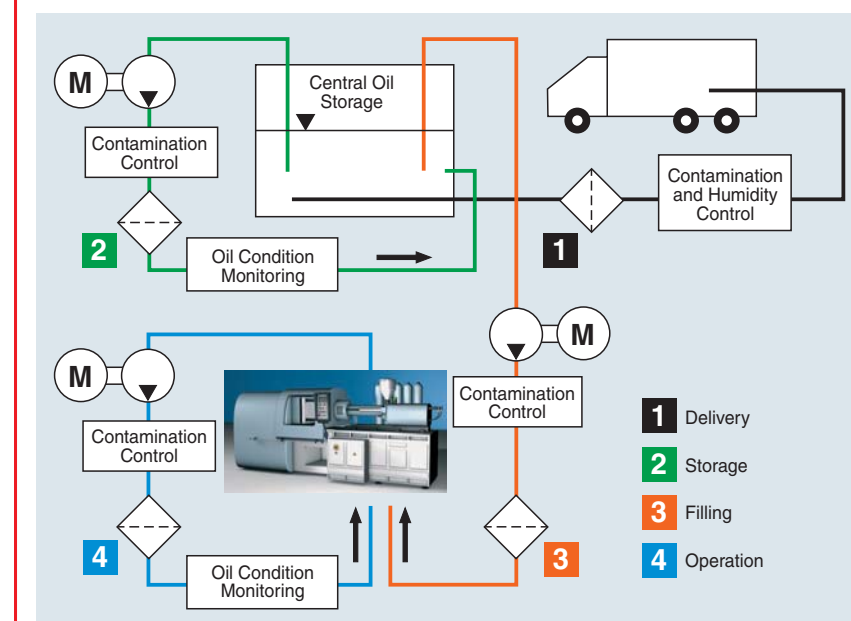 M
Central Oil
Storage
Contamination
Control
Contamination
and Humidity
Control
2
Oil Condition
Monitoring
1
M
M
Contamination
Control
Contamination
Control
1 Delivery
2 Storage
3 Filling
4 Operation
4
Oil Condition
Monitoring
3